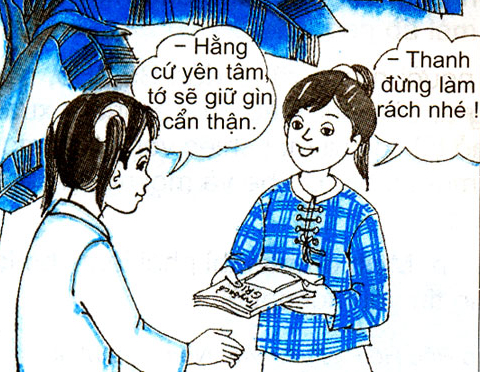 – Hằng
cứ yên tâm,
tớ sẽ giữ gìn
cẩn thận.
– Thanh
đừng làm
rách nhé !